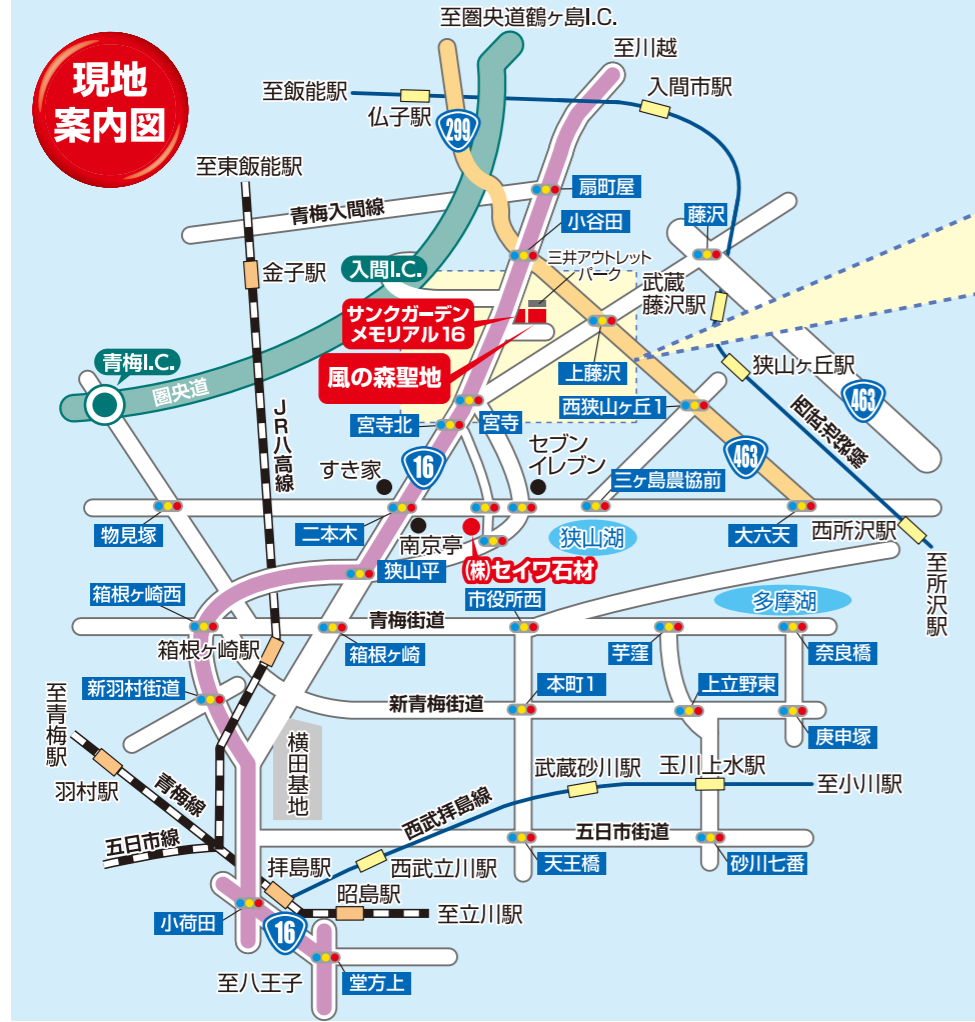 現地
案内図
至圏央道鶴ヶ島I.C.
至川越
至飯能駅
仏子駅
299
入間市駅
至東飯能駅
扇町屋
青梅入間線
小谷田
藤沢
金子駅
入間I.C.
三井アウトレット
パーク
武蔵
藤沢駅
サンクガーデン
メモリアル16
風の森聖地
上藤沢
青梅I.C.
圏央道
狭山ヶ丘駅
463
西武池袋線
JR八高線
西狭山ヶ丘1
宮寺北
宮寺
16
463
すき家
セブン
イレブン
三ヶ島農協前
物見塚
二本木
南京亭
狭山湖
大六天
西所沢駅
狭山平
㈱セイワ石材
至所沢駅
箱根ヶ崎西
市役所西
多摩湖
青梅街道
箱根ヶ崎駅
箱根ヶ崎
芋窪
奈良橋
新羽村街道
新青梅街道
本町1
上立野東
至青梅駅
横田基地
庚申塚
羽村駅
青梅線
武蔵砂川駅
玉川上水駅
至小川駅
西武拝島線
五日市線
五日市街道
拝島駅
西武立川駅
天王橋
砂川七番
昭島駅
至立川駅
小荷田
16
至八王子
堂方上